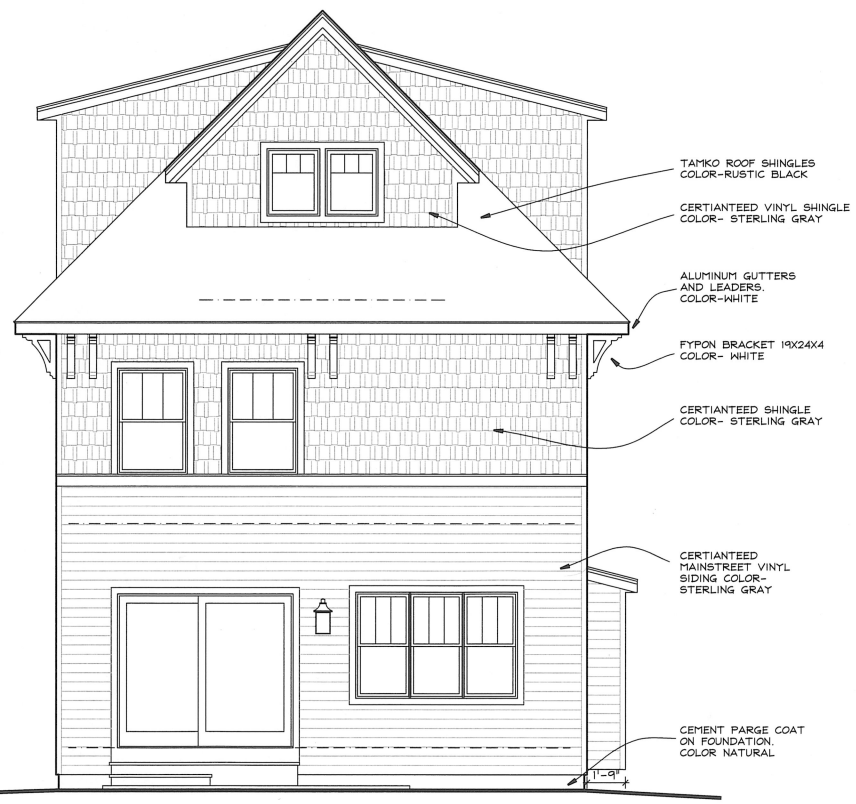 TAMKO ROOF SHINGLES
COLOR-RUSTIC BLACK
CERTIANTEED VINYL SHINGLE
COLOR- STERLING GRAY
ALUMINUM GUTTERS
AND LEADERS.
COLOR-WHITE
FYPON BRACKET 19X24X4
COLOR- WHITE
CERTIANTEED SHINGLE
COLOR- STERLING GRAY
CERTIANTEED
MAINSTREET VINYL
SIDING COLOR-
STERLING GRAY
CEMENT PARGE COAT
ON FOUNDATION.
COLOR NATURAL
1'-9"